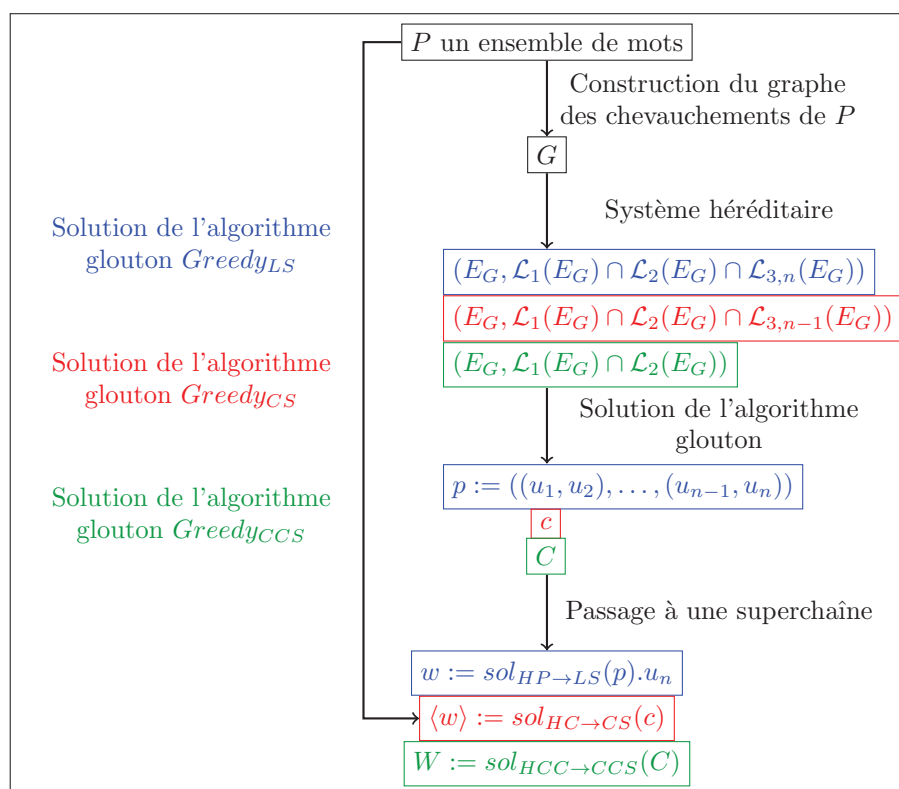 P un ensemble de mots
Construction du graphe
des chevauchements de P
G
Système héréditaire
Solution de l'algorithme
glouton Greedy_{LS}
(E_G, \mathcal{L}_1(E_G) ∩ \mathcal{L}_2(E_G) ∩ \mathcal{L}_{3,n}(E_G))
(E_G, \mathcal{L}_1(E_G) ∩ \mathcal{L}_2(E_G) ∩ \mathcal{L}_{3,n-1}(E_G))
Solution de l'algorithme
glouton Greedy_{CS}
(E_G, \mathcal{L}_1(E_G) ∩ \mathcal{L}_2(E_G))
Solution de l'algorithme
glouton
p := ((u_1, u_2), . . . , (u_{n-1}, u_n))
Solution de l'algorithme
glouton Greedy_{CCS}
c
C
Passage à une superchaîne
w := sol_{HP→LS}(p).u_n
⟨w⟩ := sol_{HC→CS}(c)
W := sol_{HCC→CCS}(C)